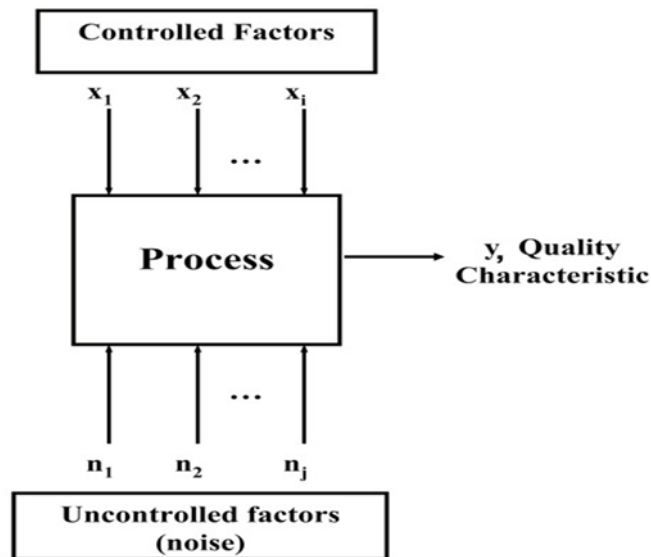 Controlled Factors
x₁ x₂ xᵢ
...
Process
y, Quality
Characteristic
...
n₁ n₂ nⱼ
Uncontrolled factors
(noise)